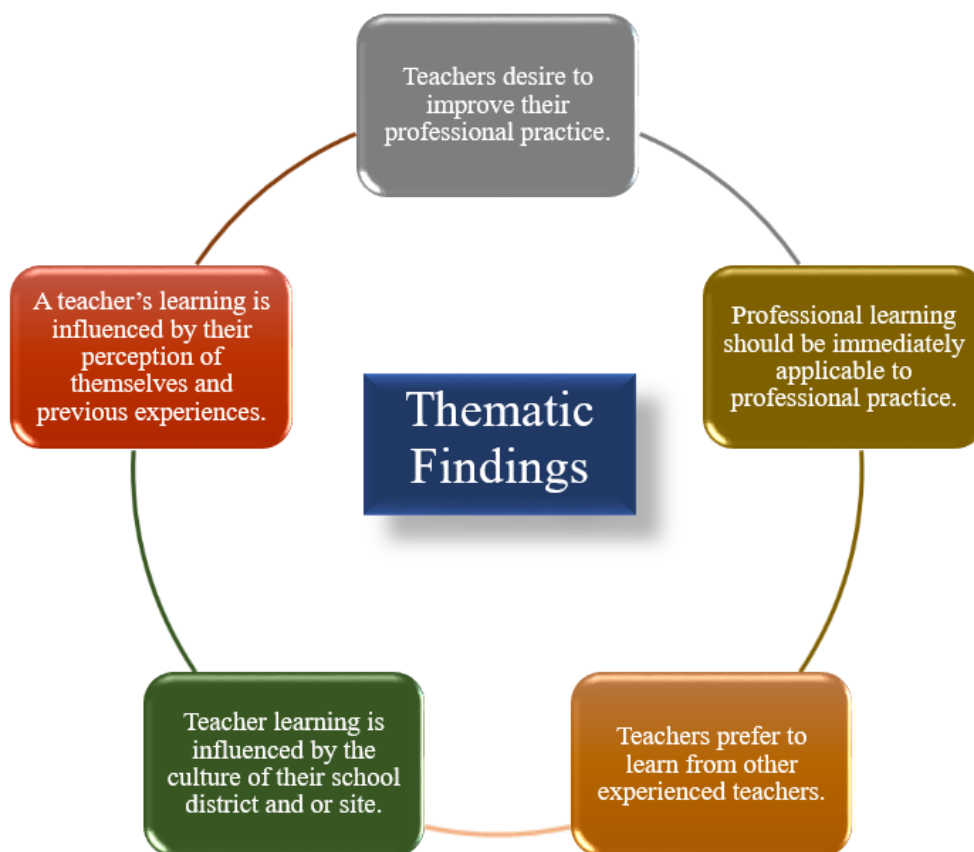 Teachers desire to
improve their
professional practice.
A teacher’s learning is
influenced by their
perception of
themselves and
previous experiences.
Professional learning
should be immediately
applicable to
professional practice.
Thematic
Findings
Teacher learning is
influenced by the
culture of their school
district and or site.
Teachers prefer to
learn from other
experienced teachers.